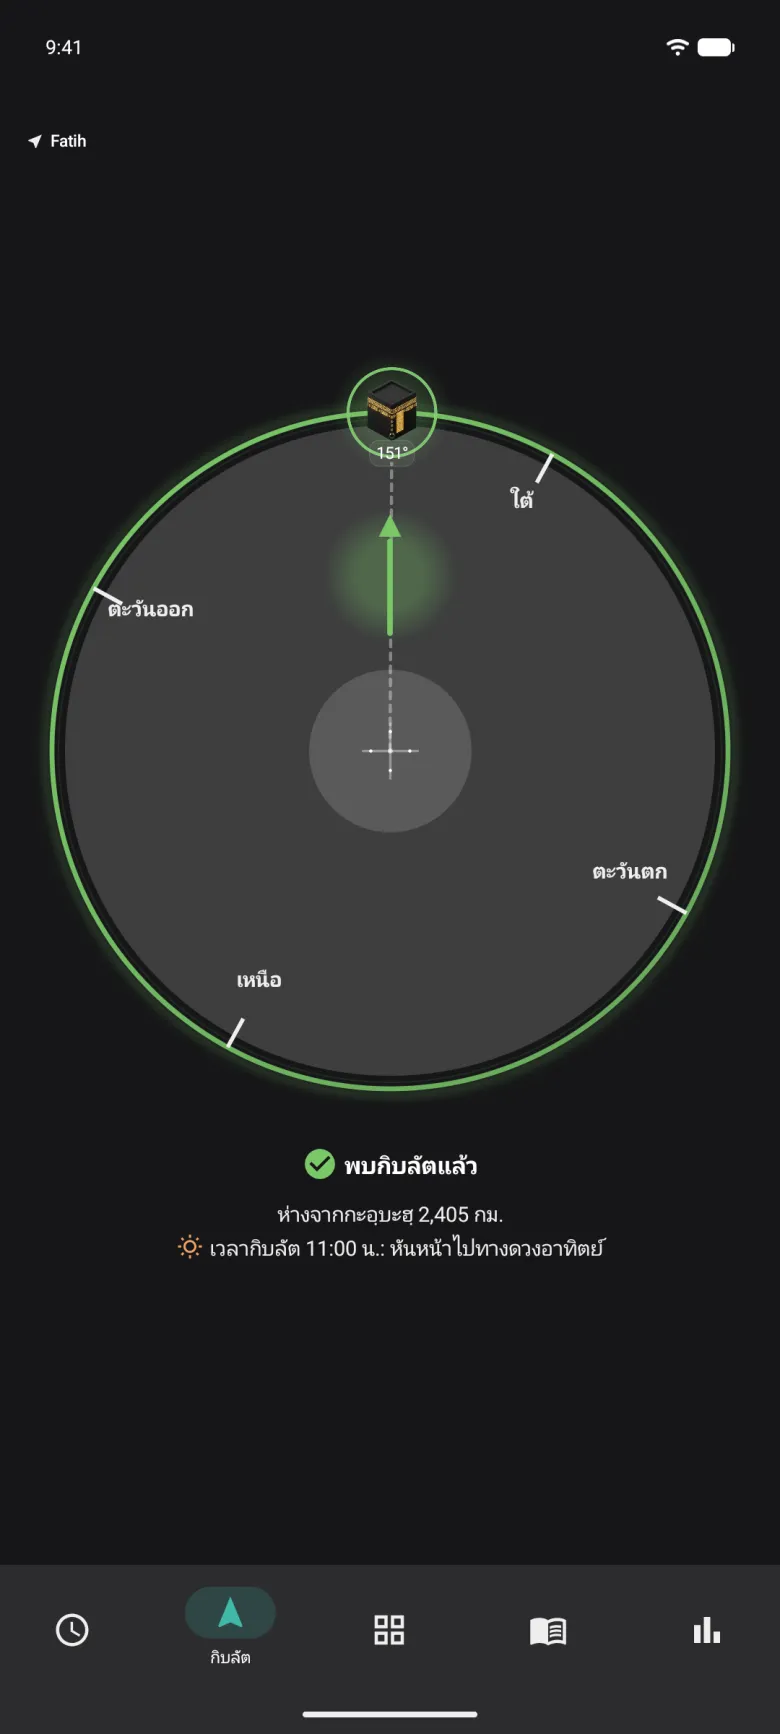 9:41
Fatih
151°
ใต้
ตะวันออก
ตะวันตก
เหนือ
พบกิบลัตแล้ว
ห่างจากกะอฺบะฮฺ 2,405 กม.
เวลากิบลัต 11:00 น.: หันหน้าไปทางดวงอาทิตย์
กิบลัต